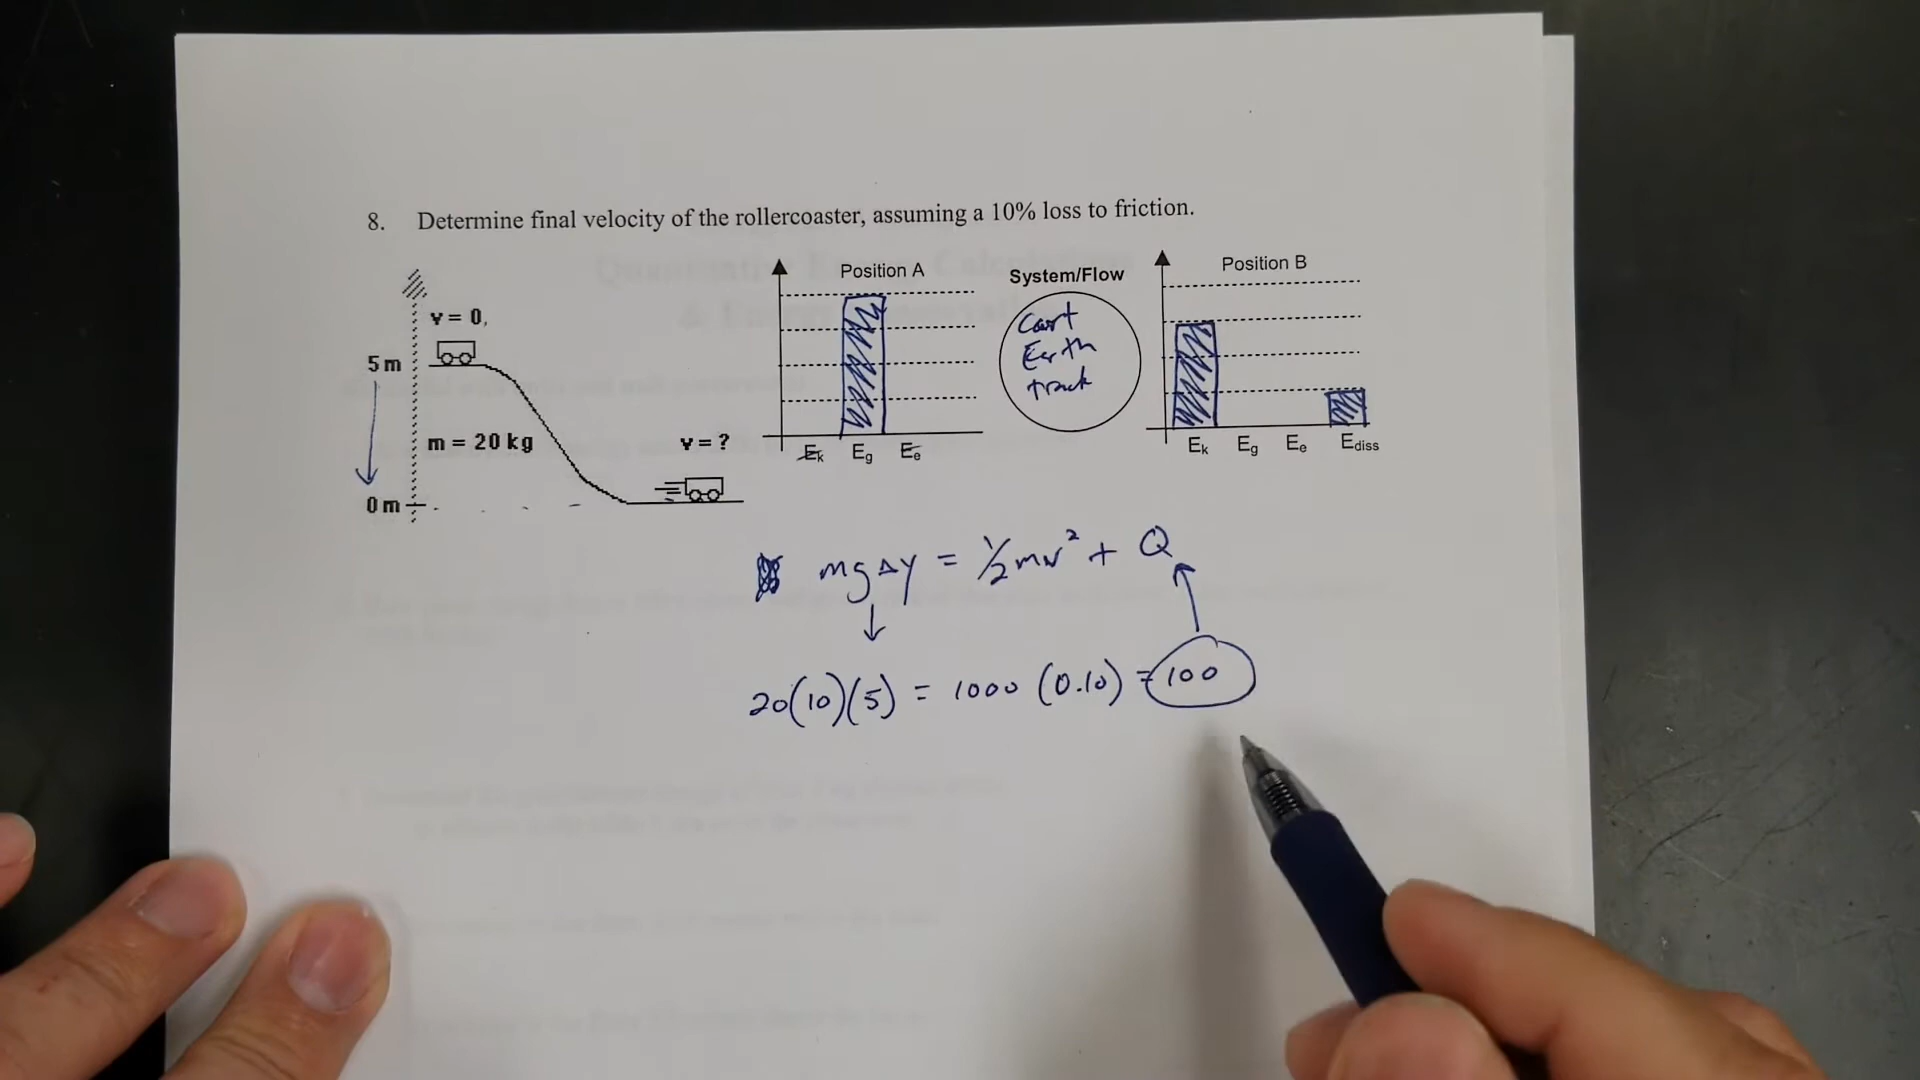 8. Determine final velocity of the rollercoaster, assuming a 10% loss to friction.
v = 0,
5 m
m = 20 kg
v = ?
0 m
Position A
Ek Eg Ee
System/Flow
Cart
Earth
track
Position B
Ek Eg Ee Ediss
mgΔy = 1/2 mv² + Q
20(10)(5) = 1000 (0.10) = 100